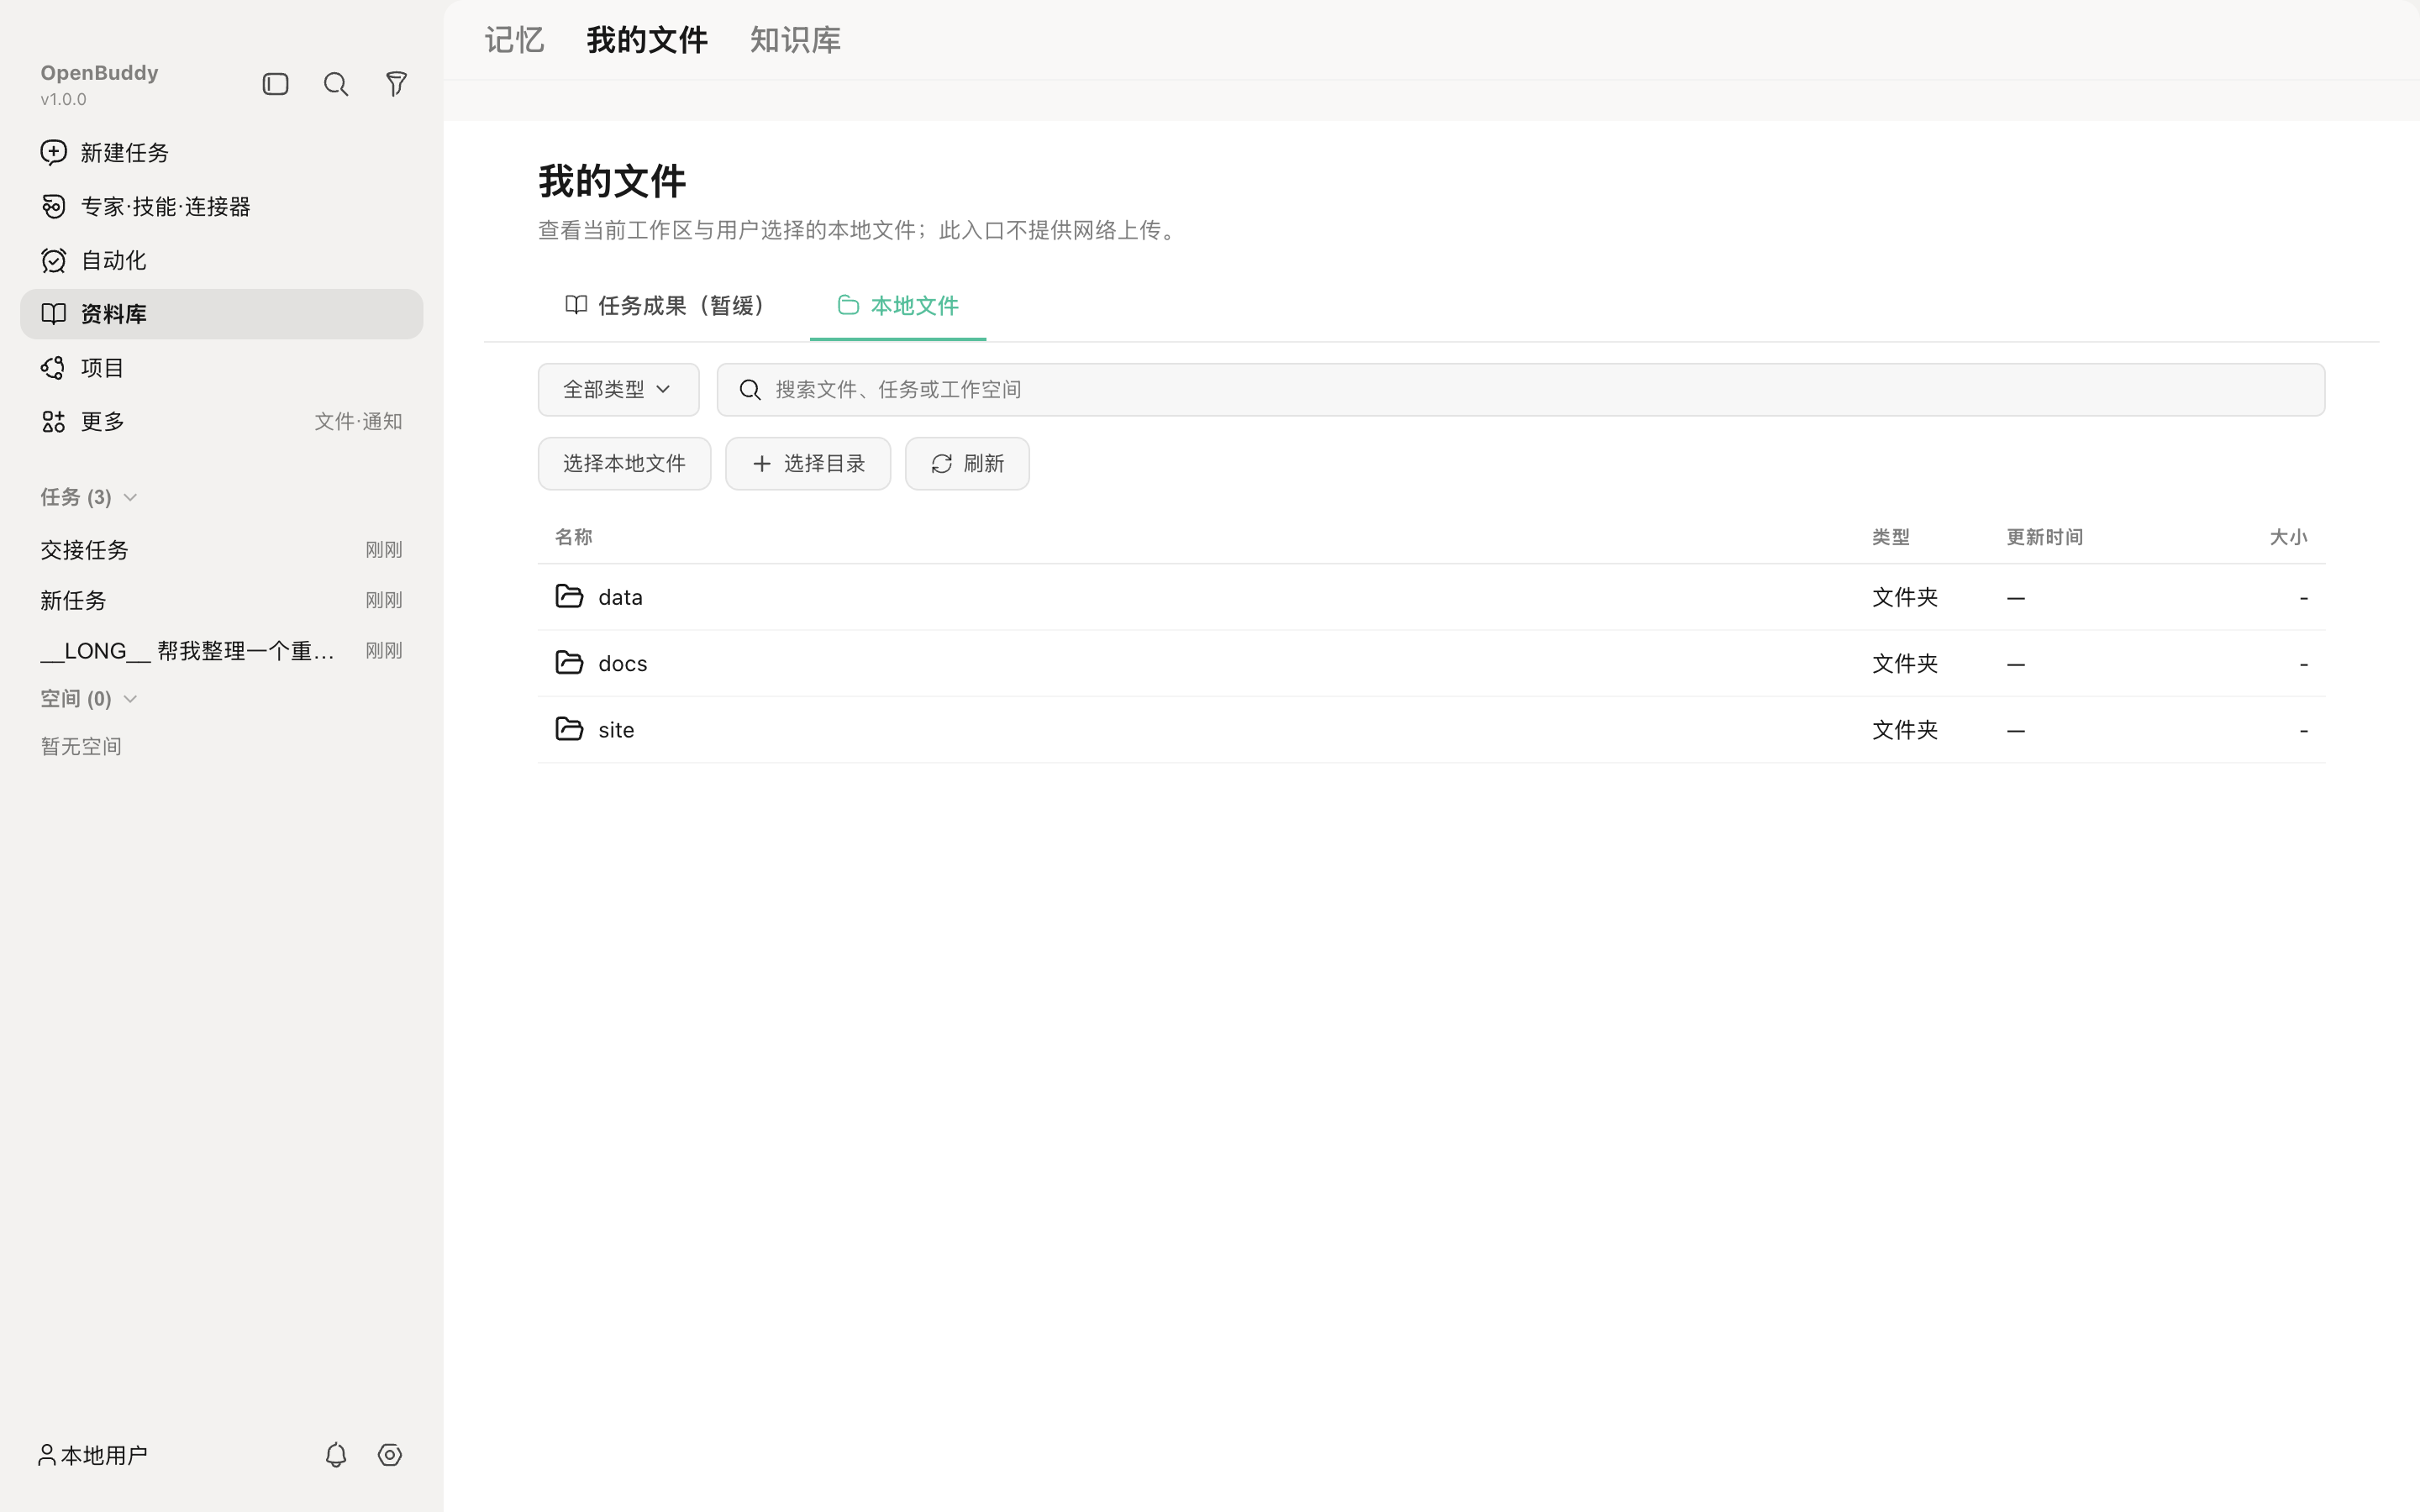 OpenBuddy
v1.0.0
新建任务
专家·技能·连接器
自动化
资料库
项目
更多 文件·通知
任务 (3)
交接任务 刚刚
新任务 刚刚
__LONG__ 帮我整理一个重... 刚刚
空间 (0)
暂无空间
本地用户
记忆 我的文件 知识库
我的文件
查看当前工作区与用户选择的本地文件；此入口不提供网络上传。
任务成果（暂缓） 本地文件
全部类型 搜索文件、任务或工作空间
选择本地文件 选择目录 刷新
名称 类型 更新时间 大小
data 文件夹 — -
docs 文件夹 — -
site 文件夹 — -